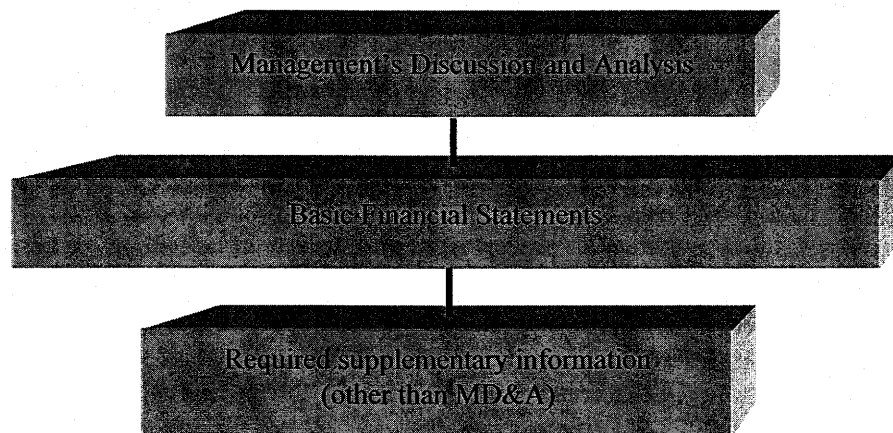 Management's Discussion and Analysis
Basic Financial Statements
Required supplementary information
(other than MD&A)